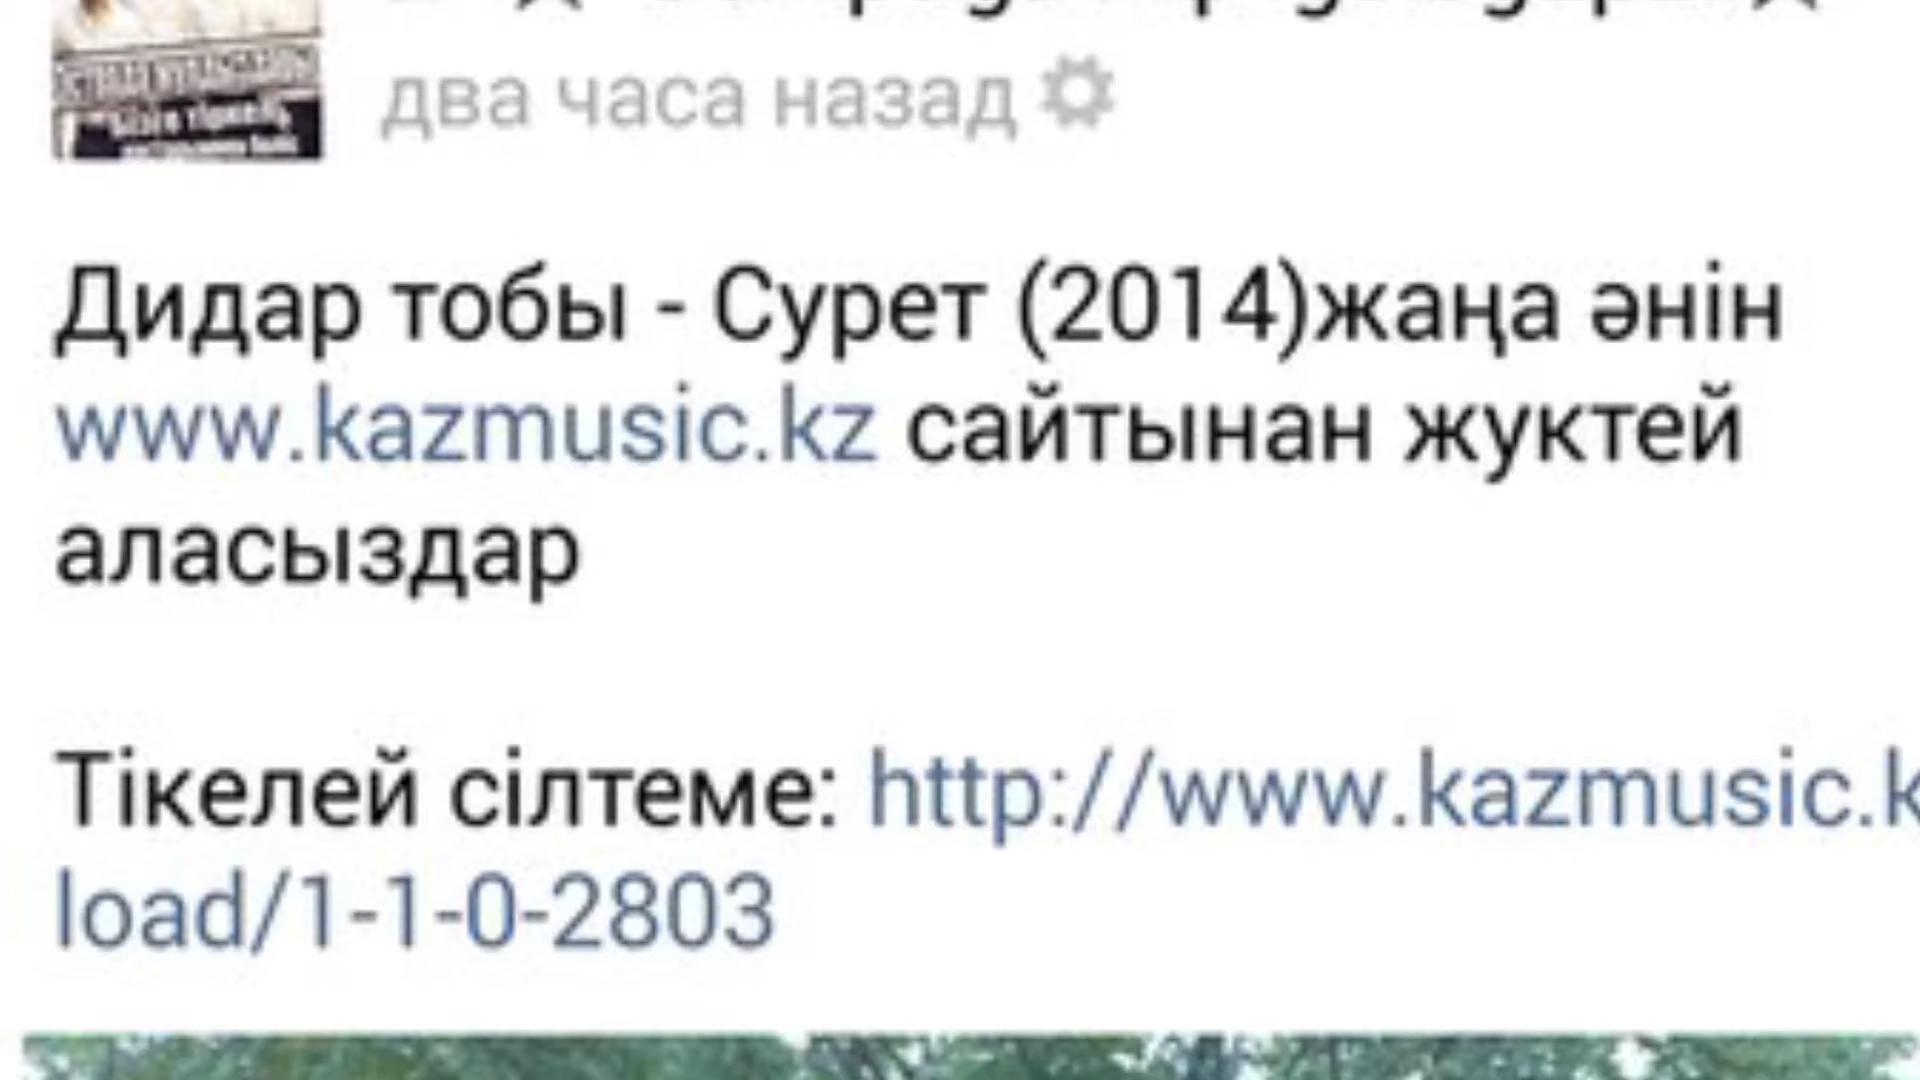 два часа назад
Дидар тобы - Сурет (2014)жаңа әнін
www.kazmusic.kz сайтынан жуктей
аласыздар
Тікелей сілтеме: http://www.kazmusic.k
load/1-1-0-2803